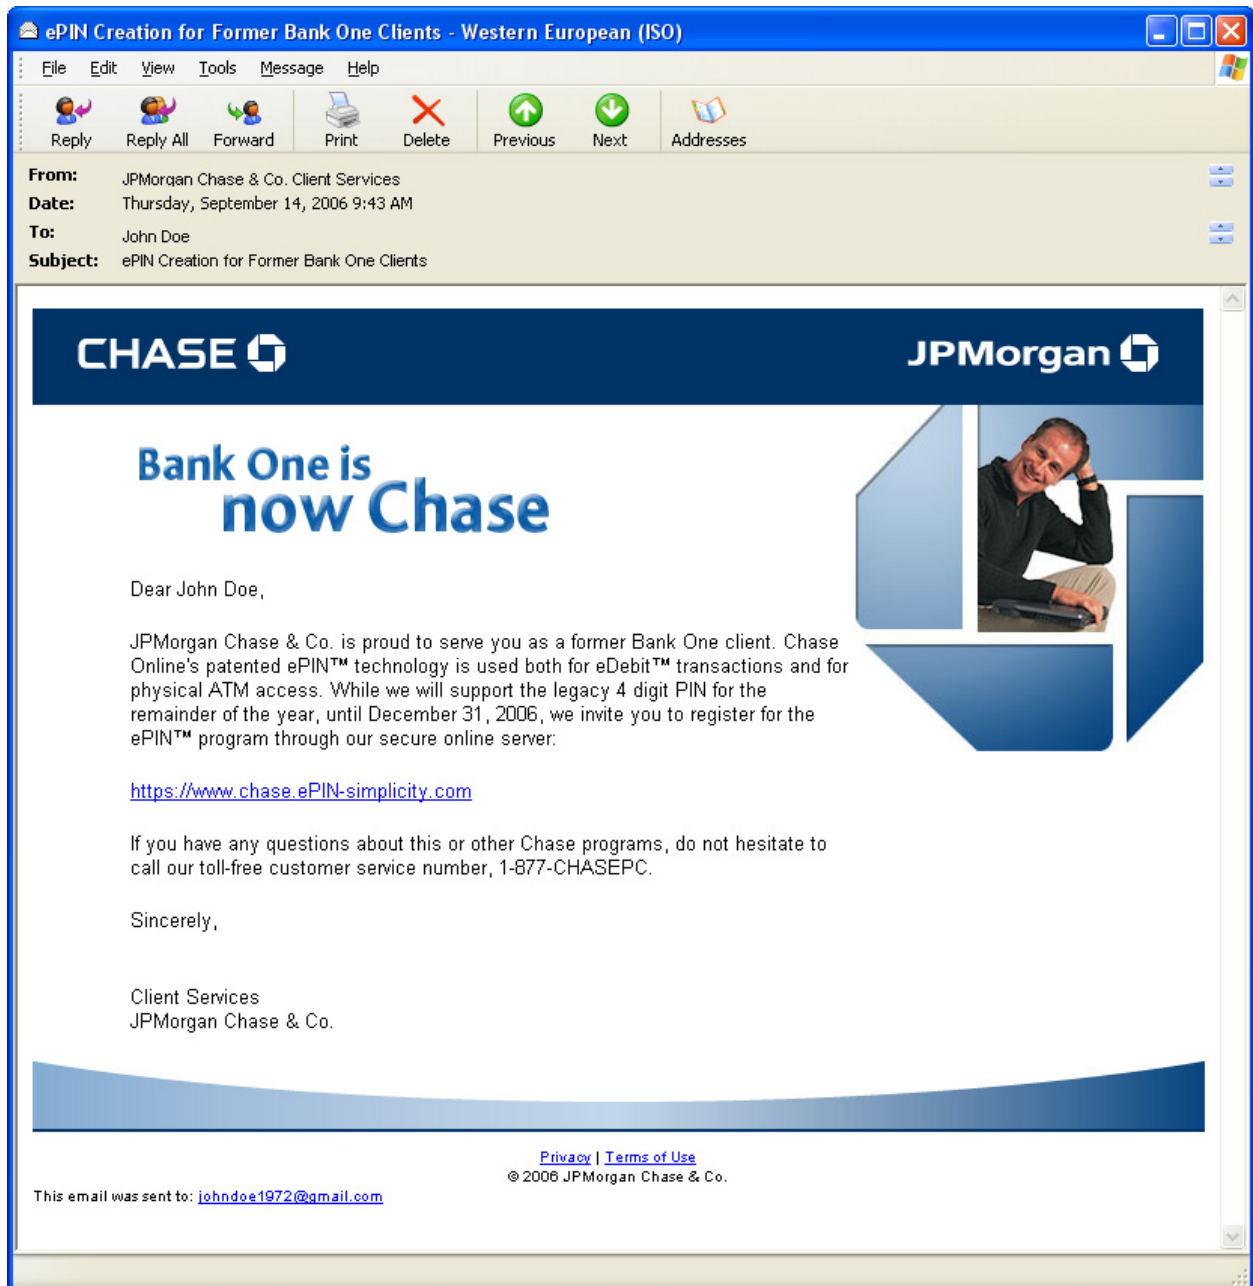 ePIN Creation for Former Bank One Clients - Western European (ISO)
File Edit View Tools Message Help
Reply Reply All Forward Print Delete Previous Next Addresses
From: JPMorgan Chase & Co. Client Services
Date: Thursday, September 14, 2006 9:43 AM
To: John Doe
Subject: ePIN Creation for Former Bank One Clients
CHASE JPMorgan
Bank One is
now Chase
Dear John Doe,
JPMorgan Chase & Co. is proud to serve you as a former Bank One client. Chase
Online's patented ePIN™ technology is used both for eDebit™ transactions and for
physical ATM access. While we will support the legacy 4 digit PIN for the
remainder of the year, until December 31, 2006, we invite you to register for the
ePIN™ program through our secure online server:
https://www.chase.ePIN-simplicity.com
If you have any questions about this or other Chase programs, do not hesitate to
call our toll-free customer service number, 1-877-CHASEPC.
Sincerely,
Client Services
JPMorgan Chase & Co.
Privacy | Terms of Use
© 2006 JPMorgan Chase & Co.
This email was sent to: johndoe1972@gmail.com